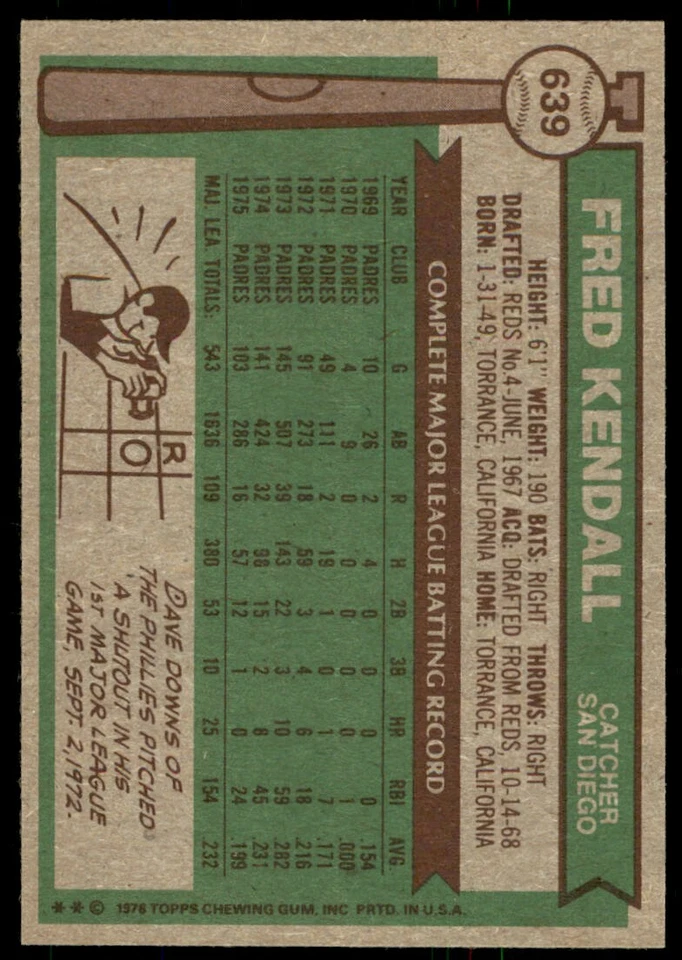 639
FRED KENDALL
CATCHER
SAN DIEGO
HEIGHT: 6'1" WEIGHT: 190 BATS: RIGHT THROWS: RIGHT
DRAFTED: REDS No.4-JUNE, 1967 ACQ: DRAFTED FROM REDS, 10-14-68
BORN: 1-31-49, TORRANCE, CALIFORNIA HOME: TORRANCE, CALIFORNIA
COMPLETE MAJOR LEAGUE BATTING RECORD
YEAR CLUB G AB R H 2B 3B HR RBI AVG.
1969 PADRES 10 26 2 4 0 0 0 0 .154
1970 PADRES 4 9 0 0 0 0 0 1 .000
1971 PADRES 49 111 2 19 1 0 1 7 .171
1972 PADRES 91 273 18 59 3 4 6 18 .216
1973 PADRES 145 507 39 143 22 3 10 59 .282
1974 PADRES 141 424 32 98 15 2 8 45 .231
1975 PADRES 103 286 16 57 12 1 0 24 .199
MAJ. LEA. TOTALS: 543 1636 109 380 53 10 25 154 .232
R
O
DAVE DOWNS OF
THE PHILLIES PITCHED
A SHUTOUT IN HIS
1ST MAJOR LEAGUE
GAME, SEPT. 2, 1972.
** © 1976 TOPPS CHEWING GUM, INC. PRTD. IN U.S.A.